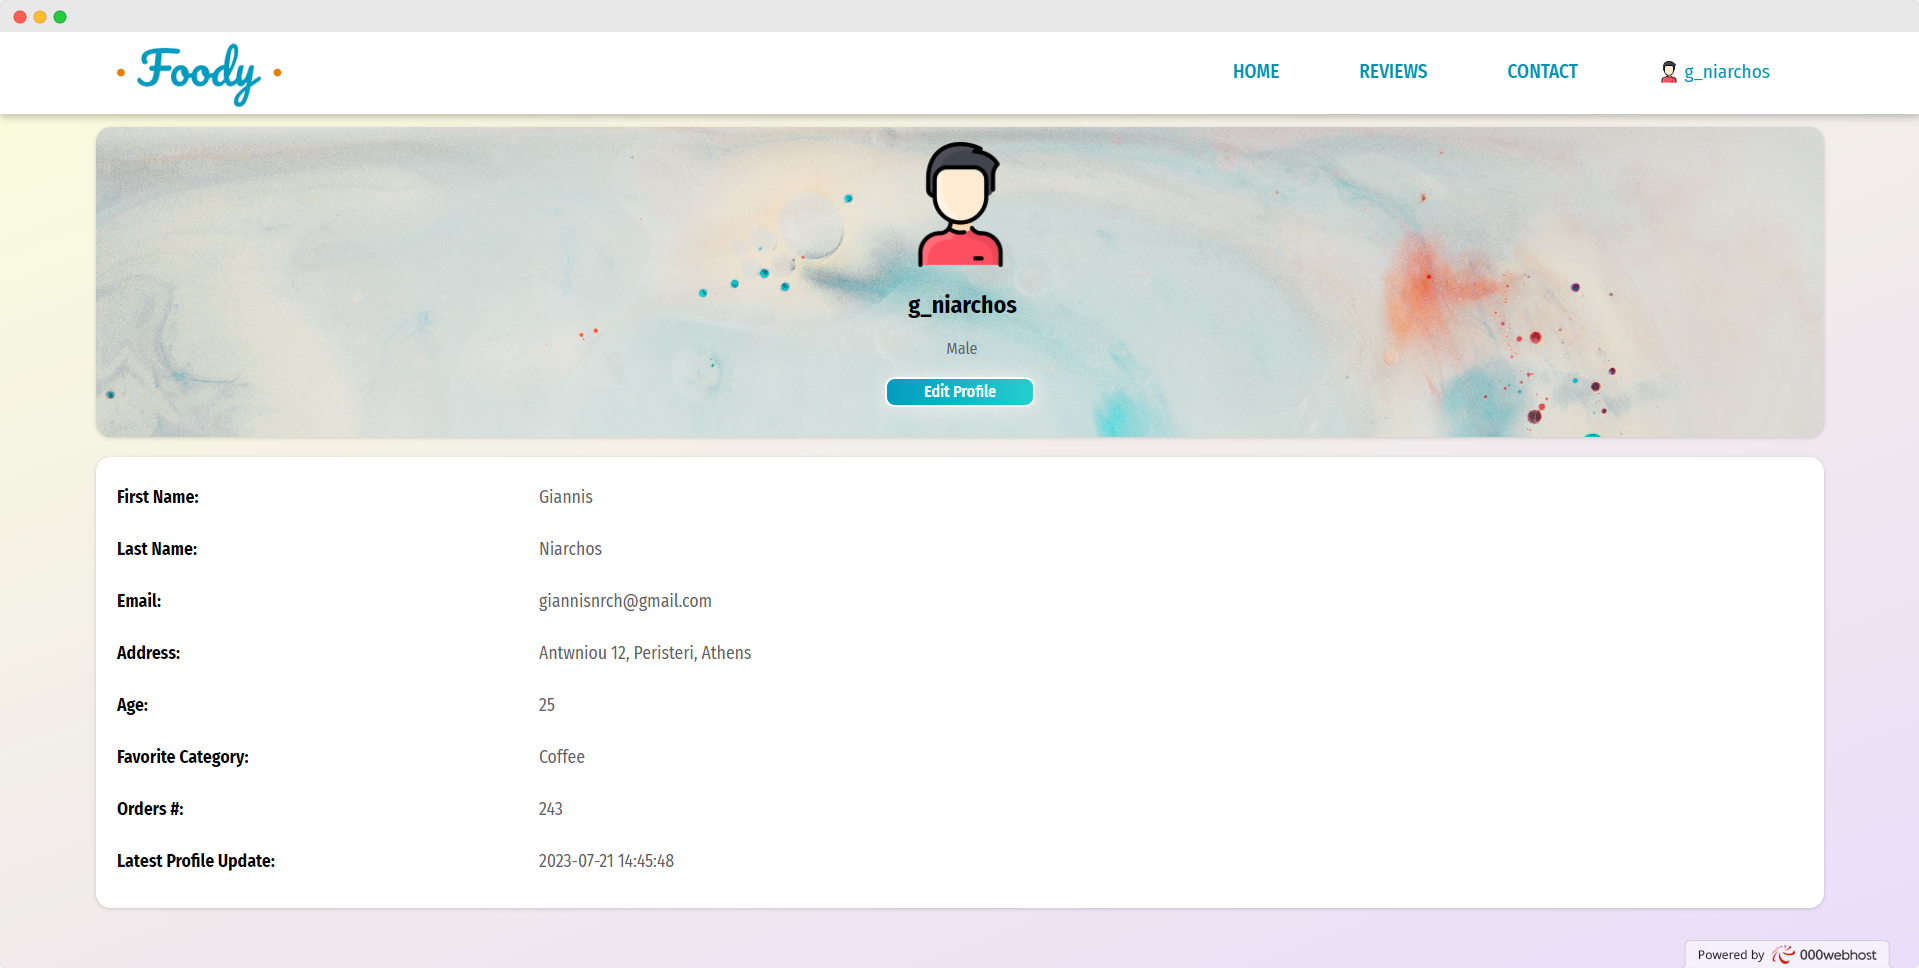 Foody
HOME
REVIEWS
CONTACT
g_niarchos
g_niarchos
Male
Edit Profile
First Name: Giannis
Last Name: Niarchos
Email: giannisnrch@gmail.com
Address: Antwniou 12, Peristeri, Athens
Age: 25
Favorite Category: Coffee
Orders #: 243
Latest Profile Update: 2023-07-21 14:45:48
Powered by 000webhost